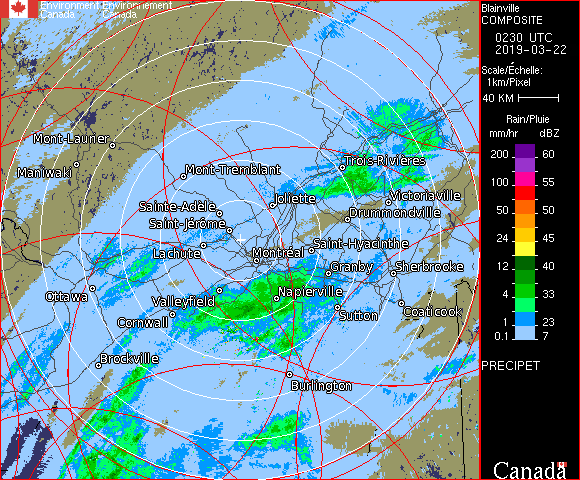 Environment Environnement
Canada Canada
Blainville
COMPOSITE
0230 UTC
2019-03-22
Scale/Échelle:
1km/Pixel
40 KM
Rain/Pluie
mm/hr dBZ
200 60
100 55
50 50
24 45
12 40
4 33
1 23
0.1 7
PRECIPET
Mont-Laurier
Maniwaki
Mont-Tremblant
Trois-Rivières
Sainte-Adèle
Joliette
Victoriaville
Saint-Jérôme
Drummondville
Lachute
Montréal
Saint-Hyacinthe
Granby
Sherbrooke
Ottawa
Valleyfield
Napierville
Cornwall
Sutton
Coaticook
Brockville
Burlington
Canada